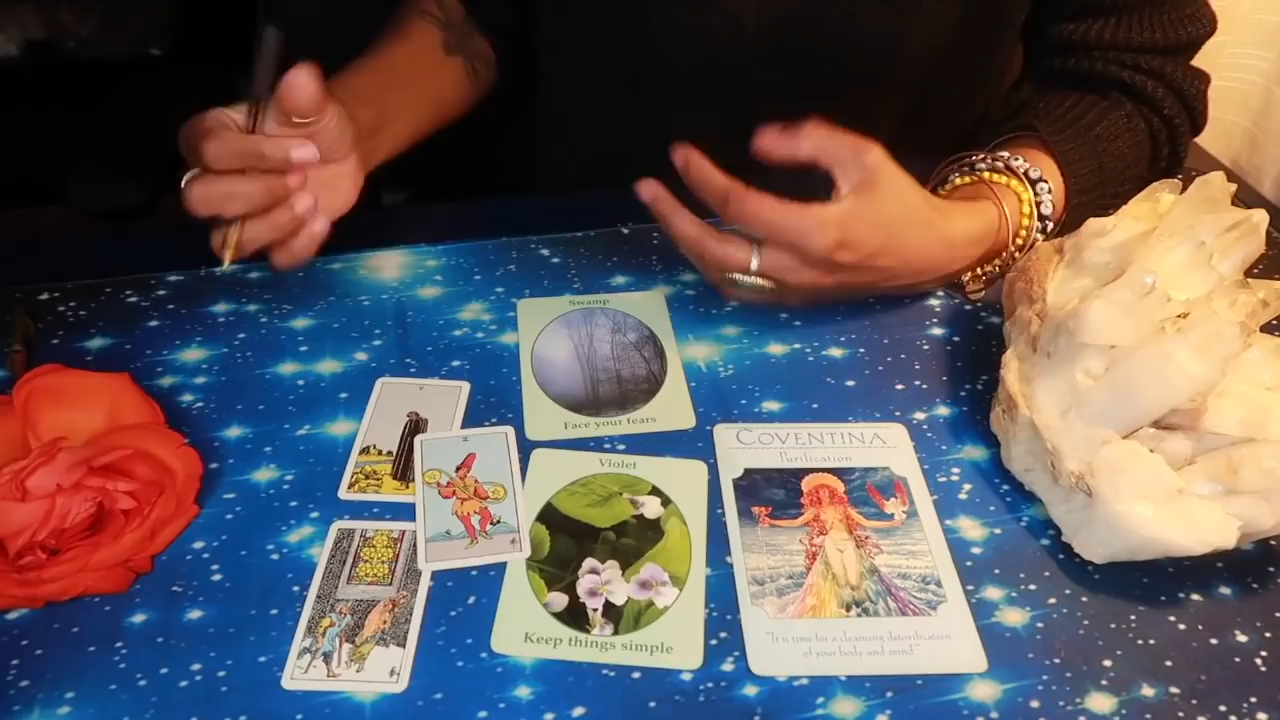 Swamp
Face your fears
V
II
Violet
Keep things simple
COVENTINA
Purification
"It is time for a cleansing detoxification
of your body and mind."